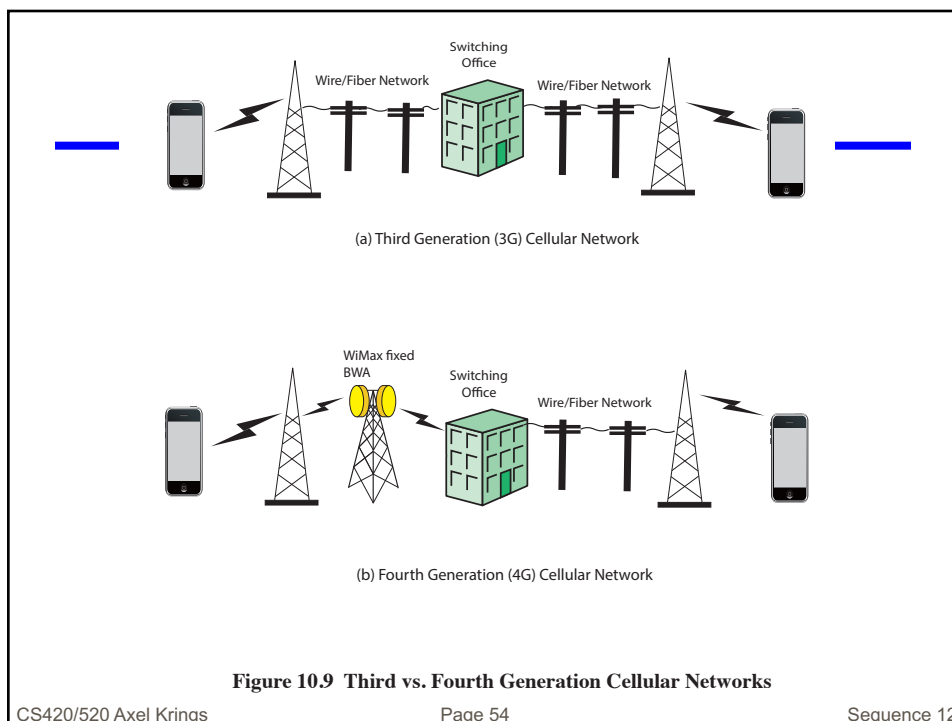 Switching
Office
Wire/Fiber Network
Wire/Fiber Network
(a) Third Generation (3G) Cellular Network
WiMax fixed
BWA
Switching
Office
Wire/Fiber Network
(b) Fourth Generation (4G) Cellular Network
Figure 10.9 Third vs. Fourth Generation Cellular Networks
CS420/520 Axel Krings
Page 54
Sequence 12